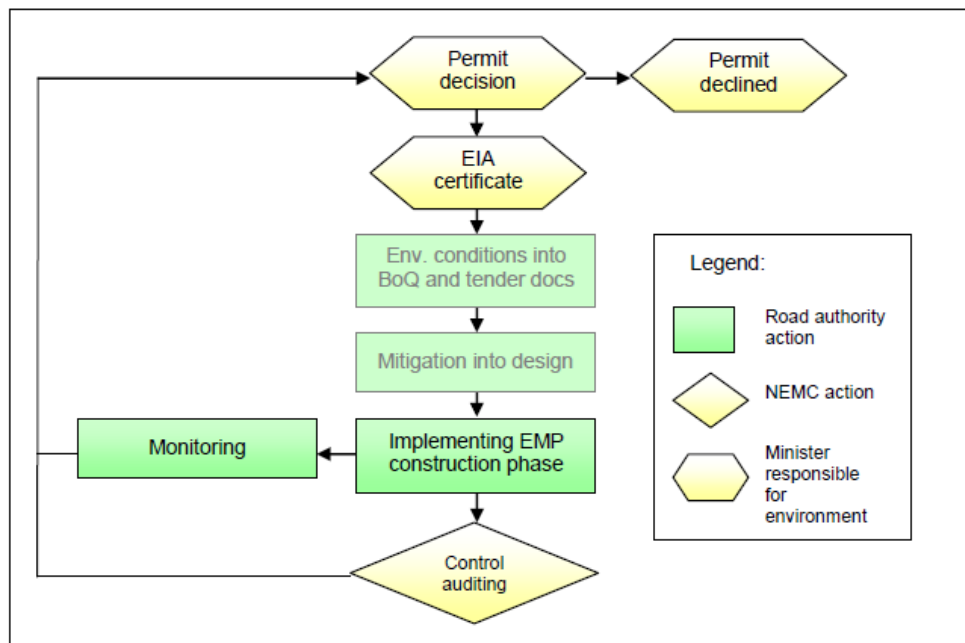 Permit
decision
Permit
declined
EIA
certificate
Env. conditions into
BoQ and tender docs
Mitigation into design
Monitoring
Implementing EMP
construction phase
Control
auditing
Legend:
Road authority
action
NEMC action
Minister
responsible
for
environment